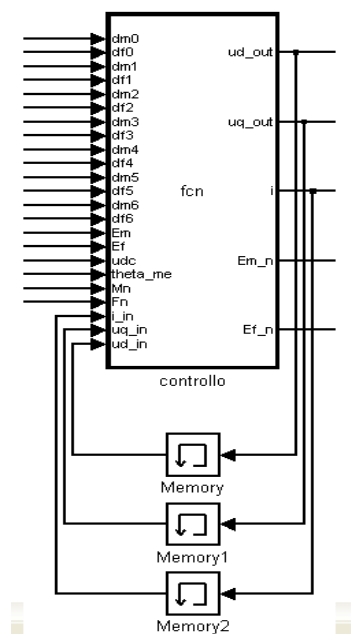 dm0
df0
dm1
df1
dm2
df2
dm3
df3
dm4
df4
dm5
df5
dm6
df6
Em
Ef
udc
theta_me
Mn
Fn
i_in
uq_in
ud_in
fcn
ud_out
uq_out
i
Em_n
Ef_n
controllo
Memory
Memory1
Memory2